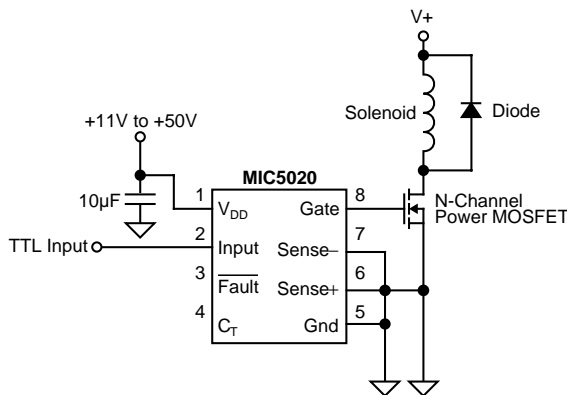 V+
Solenoid
Diode
+11V to +50V
10µF
MIC5020
1
VDD
Gate
8
N-Channel
Power MOSFET
TTL Input
2
Input
Sense−
7
3
Fault
Sense+
6
4
CT
Gnd
5